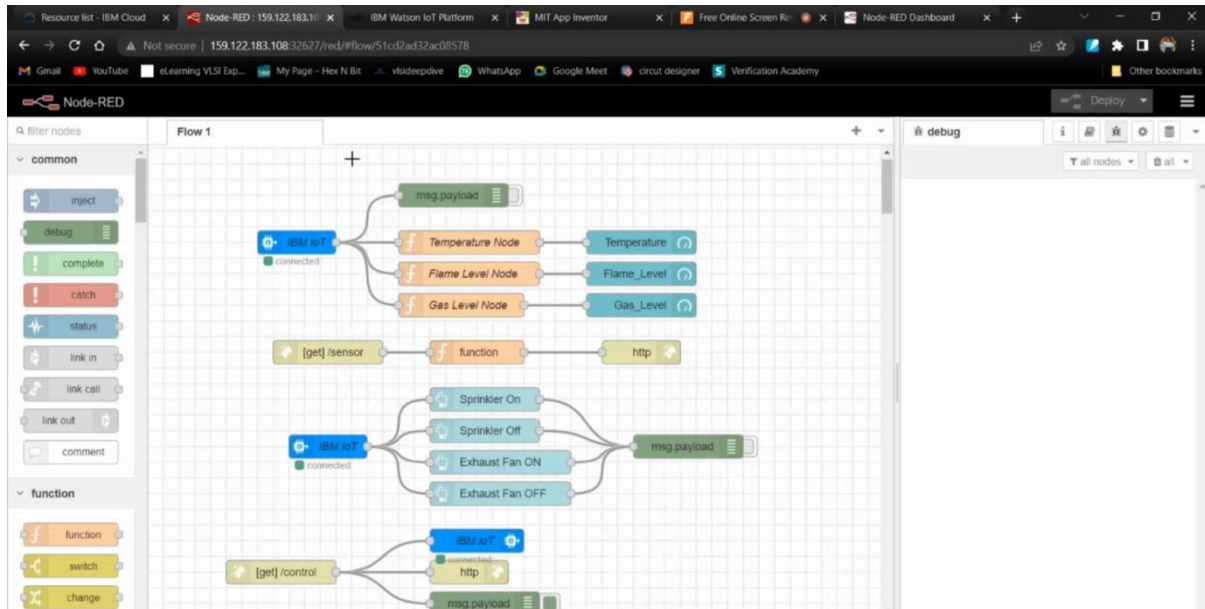 Resource list - IBM Cloud
Node-RED : 159.122.183.10
IBM Watson IoT Platform
MIT App Inventor
Free Online Screen Rec
Node-RED Dashboard
Not secure | 159.122.183.108:32627/red/#flow/51cd2ad32ac08578
Gmail
YouTube
eLearning VLSI Exp...
My Page – Hex N Bit
vlsideepdive
WhatsApp
Google Meet
circut designer
Verification Academy
Other bookmarks
Node-RED
Deploy
filter nodes
Flow 1
debug
all nodes
all
common
inject
debug
complete
catch
status
link in
link call
link out
comment
function
function
switch
change
msg.payload
IBM IoT
connected
Temperature Node
Temperature
Flame Level Node
Flame_Level
Gas Level Node
Gas_Level
[get] /sensor
function
http
Sprinkler On
Sprinkler Off
IBM IoT
connected
msg.payload
Exhaust Fan ON
Exhaust Fan OFF
IBM IoT
connected
[get] /control
http
msg.payload